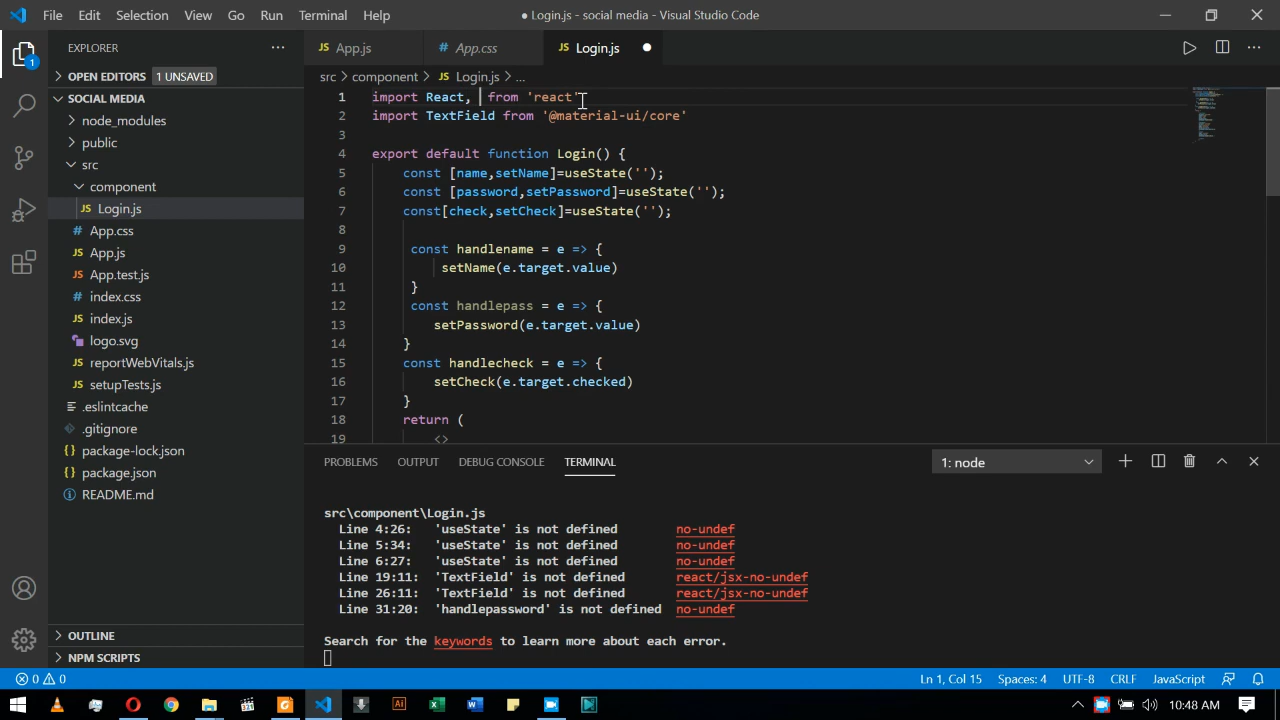 File Edit Selection View Go Run Terminal Help
● Login.js - social media - Visual Studio Code
EXPLORER
OPEN EDITORS 1 UNSAVED
SOCIAL MEDIA
node_modules
public
src
component
JS Login.js
# App.css
JS App.js
JS App.test.js
# index.css
JS index.js
logo.svg
JS reportWebVitals.js
JS setupTests.js
.eslintcache
.gitignore
{} package-lock.json
{} package.json
README.md
OUTLINE
NPM SCRIPTS
1
JS App.js
# App.css
JS Login.js ●
src > component > JS Login.js > ...
1 import React, from 'react'
2 import TextField from '@material-ui/core'
3
4 export default function Login() {
5 const [name,setName]=useState('');
6 const [password,setPassword]=useState('');
7 const[check,setCheck]=useState('');
8
9 const handlename = e => {
10 setName(e.target.value)
11 }
12 const handlepass = e => {
13 setPassword(e.target.value)
14 }
15 const handlecheck = e => {
16 setCheck(e.target.checked)
17 }
18 return (
19 <>
PROBLEMS OUTPUT DEBUG CONSOLE TERMINAL
1: node
src\component\Login.js
Line 4:26: 'useState' is not defined no-undef
Line 5:34: 'useState' is not defined no-undef
Line 6:27: 'useState' is not defined no-undef
Line 19:11: 'TextField' is not defined react/jsx-no-undef
Line 26:11: 'TextField' is not defined react/jsx-no-undef
Line 31:20: 'handlepassword' is not defined no-undef
Search for the keywords to learn more about each error.
0 0
Ln 1, Col 15 Spaces: 4 UTF-8 CRLF JavaScript
10:48 AM